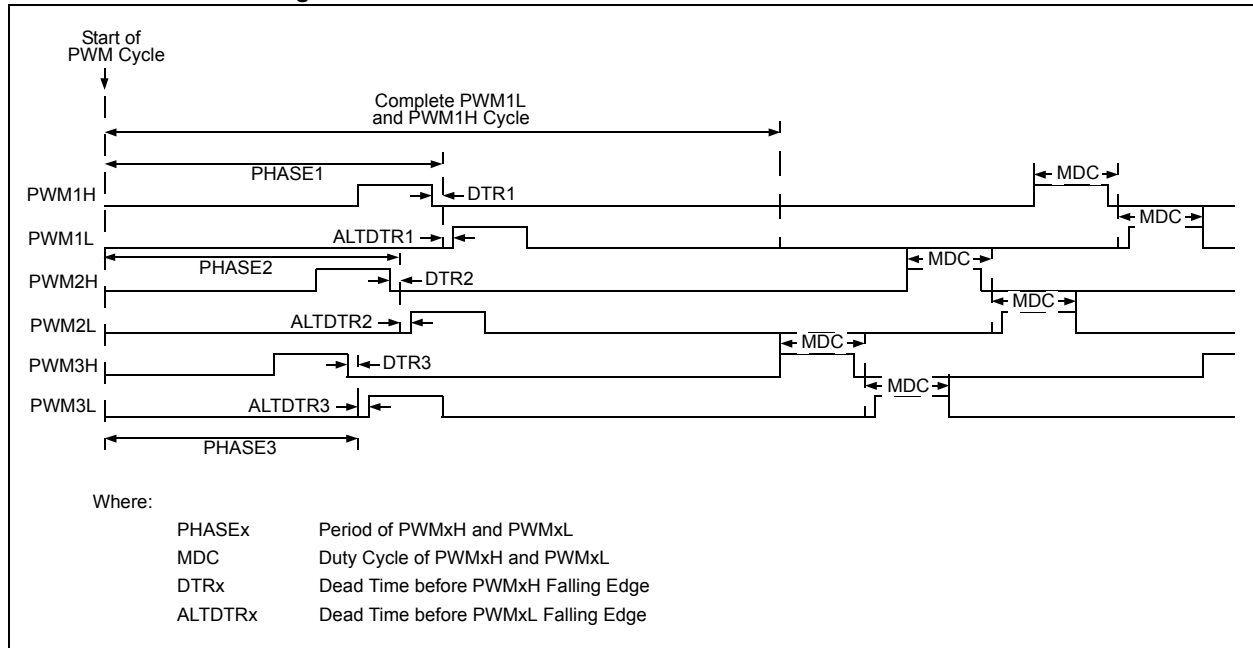 Start of
PWM Cycle
Complete PWM1L
and PWM1H Cycle
PHASE1
MDC
PWM1H
DTR1
MDC
PWM1L
ALTDTR1
PHASE2
MDC
PWM2H
DTR2
MDC
PWM2L
ALTDTR2
MDC
PWM3H
DTR3
MDC
PWM3L
ALTDTR3
PHASE3
Where:
PHASEx Period of PWMxH and PWMxL
MDC Duty Cycle of PWMxH and PWMxL
DTRx Dead Time before PWMxH Falling Edge
ALTDTRx Dead Time before PWMxL Falling Edge